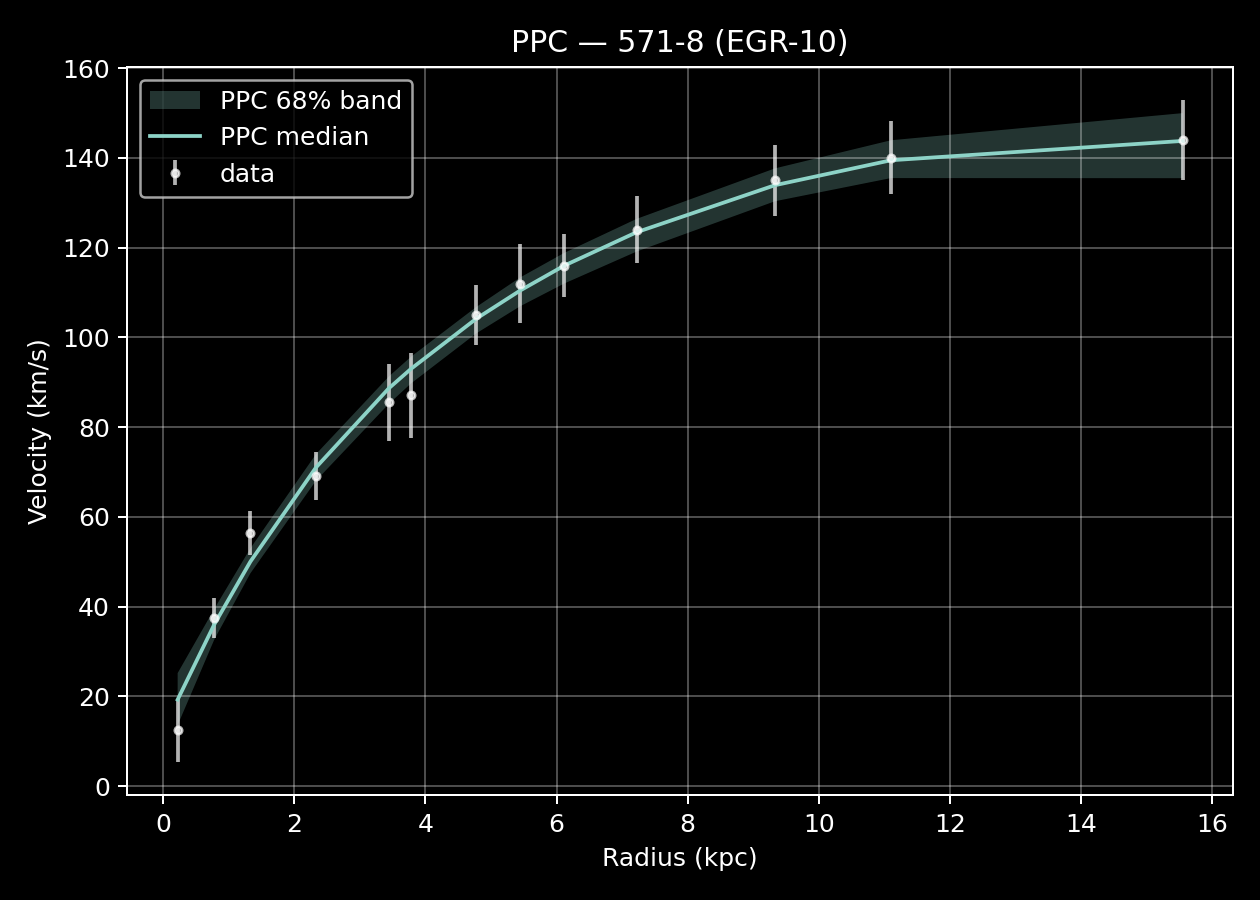 PPC — 571-8 (EGR-10)
PPC 68% band
PPC median
data
Velocity (km/s)
160
140
120
100
80
60
40
20
0
0 2 4 6 8 10 12 14 16
Radius (kpc)